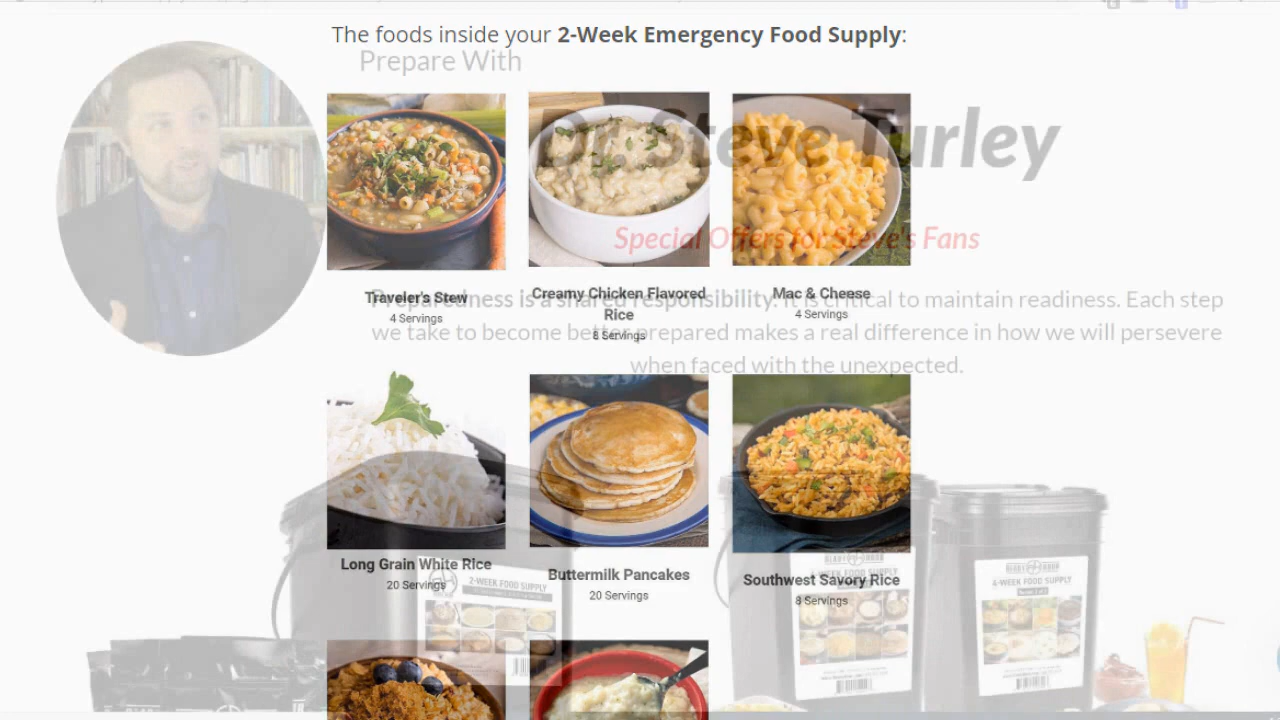 The foods inside your 2-Week Emergency Food Supply:
Prepare With
Dr. Steve Turley
Special Offers for Steve's Fans
Traveler's Stew
4 Servings
Creamy Chicken Flavored
Rice
8 Servings
Mac & Cheese
4 Servings
Preparedness is a shared responsibility. It is critical to maintain readiness. Each step
we take to become better prepared makes a real difference in how we will persevere
when faced with the unexpected.
Long Grain White Rice
20 Servings
Buttermilk Pancakes
20 Servings
Southwest Savory Rice
8 Servings
2-WEEK FOOD SUPPLY
4-WEEK FOOD SUPPLY